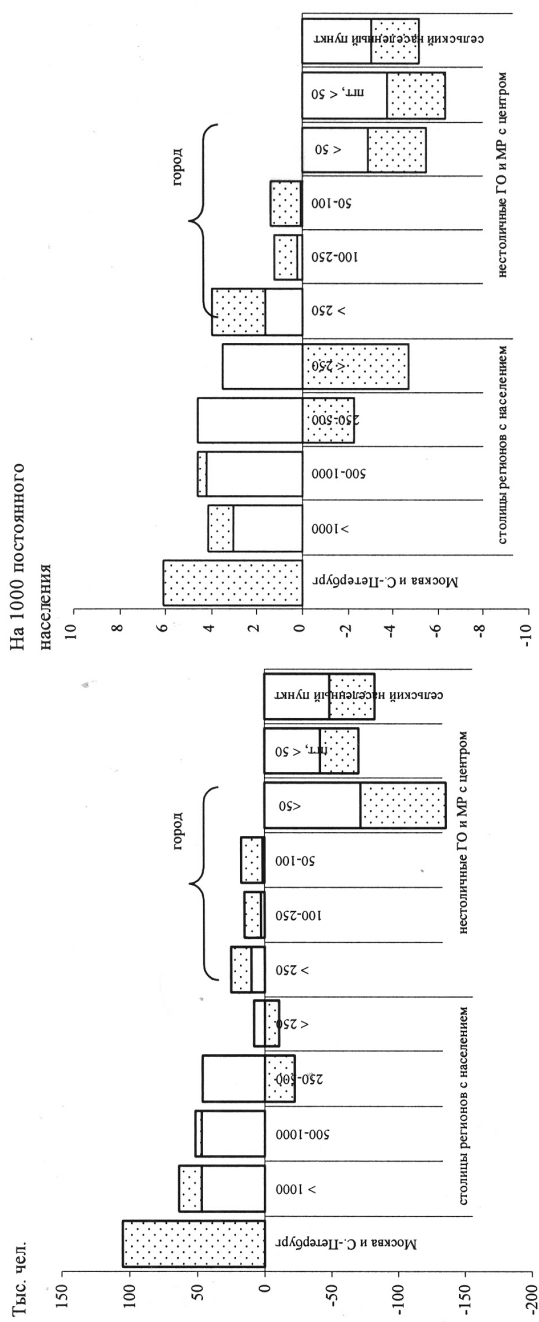 Тыс. чел.
150
100
50
0
-50
-100
-150
-200
город
Москва и С.-Петербург
> 1000
500-1000
250-500
< 250
> 250
100-250
50-100
<50
пгт, < 50
сельский населенный пункт
столицы регионов с населением
нестоличные ГО и МР с центром
На 1000 постоянного
населения
10
8
6
4
2
0
-2
-4
-6
-8
-10
город
Москва и С.-Петербург
>1000
500-1000
250-500
< 250
> 250
100-250
50-100
< 50
пгт, < 50
сельский населенный пункт
столицы регионов с населением
нестоличные ГО и МР с центром